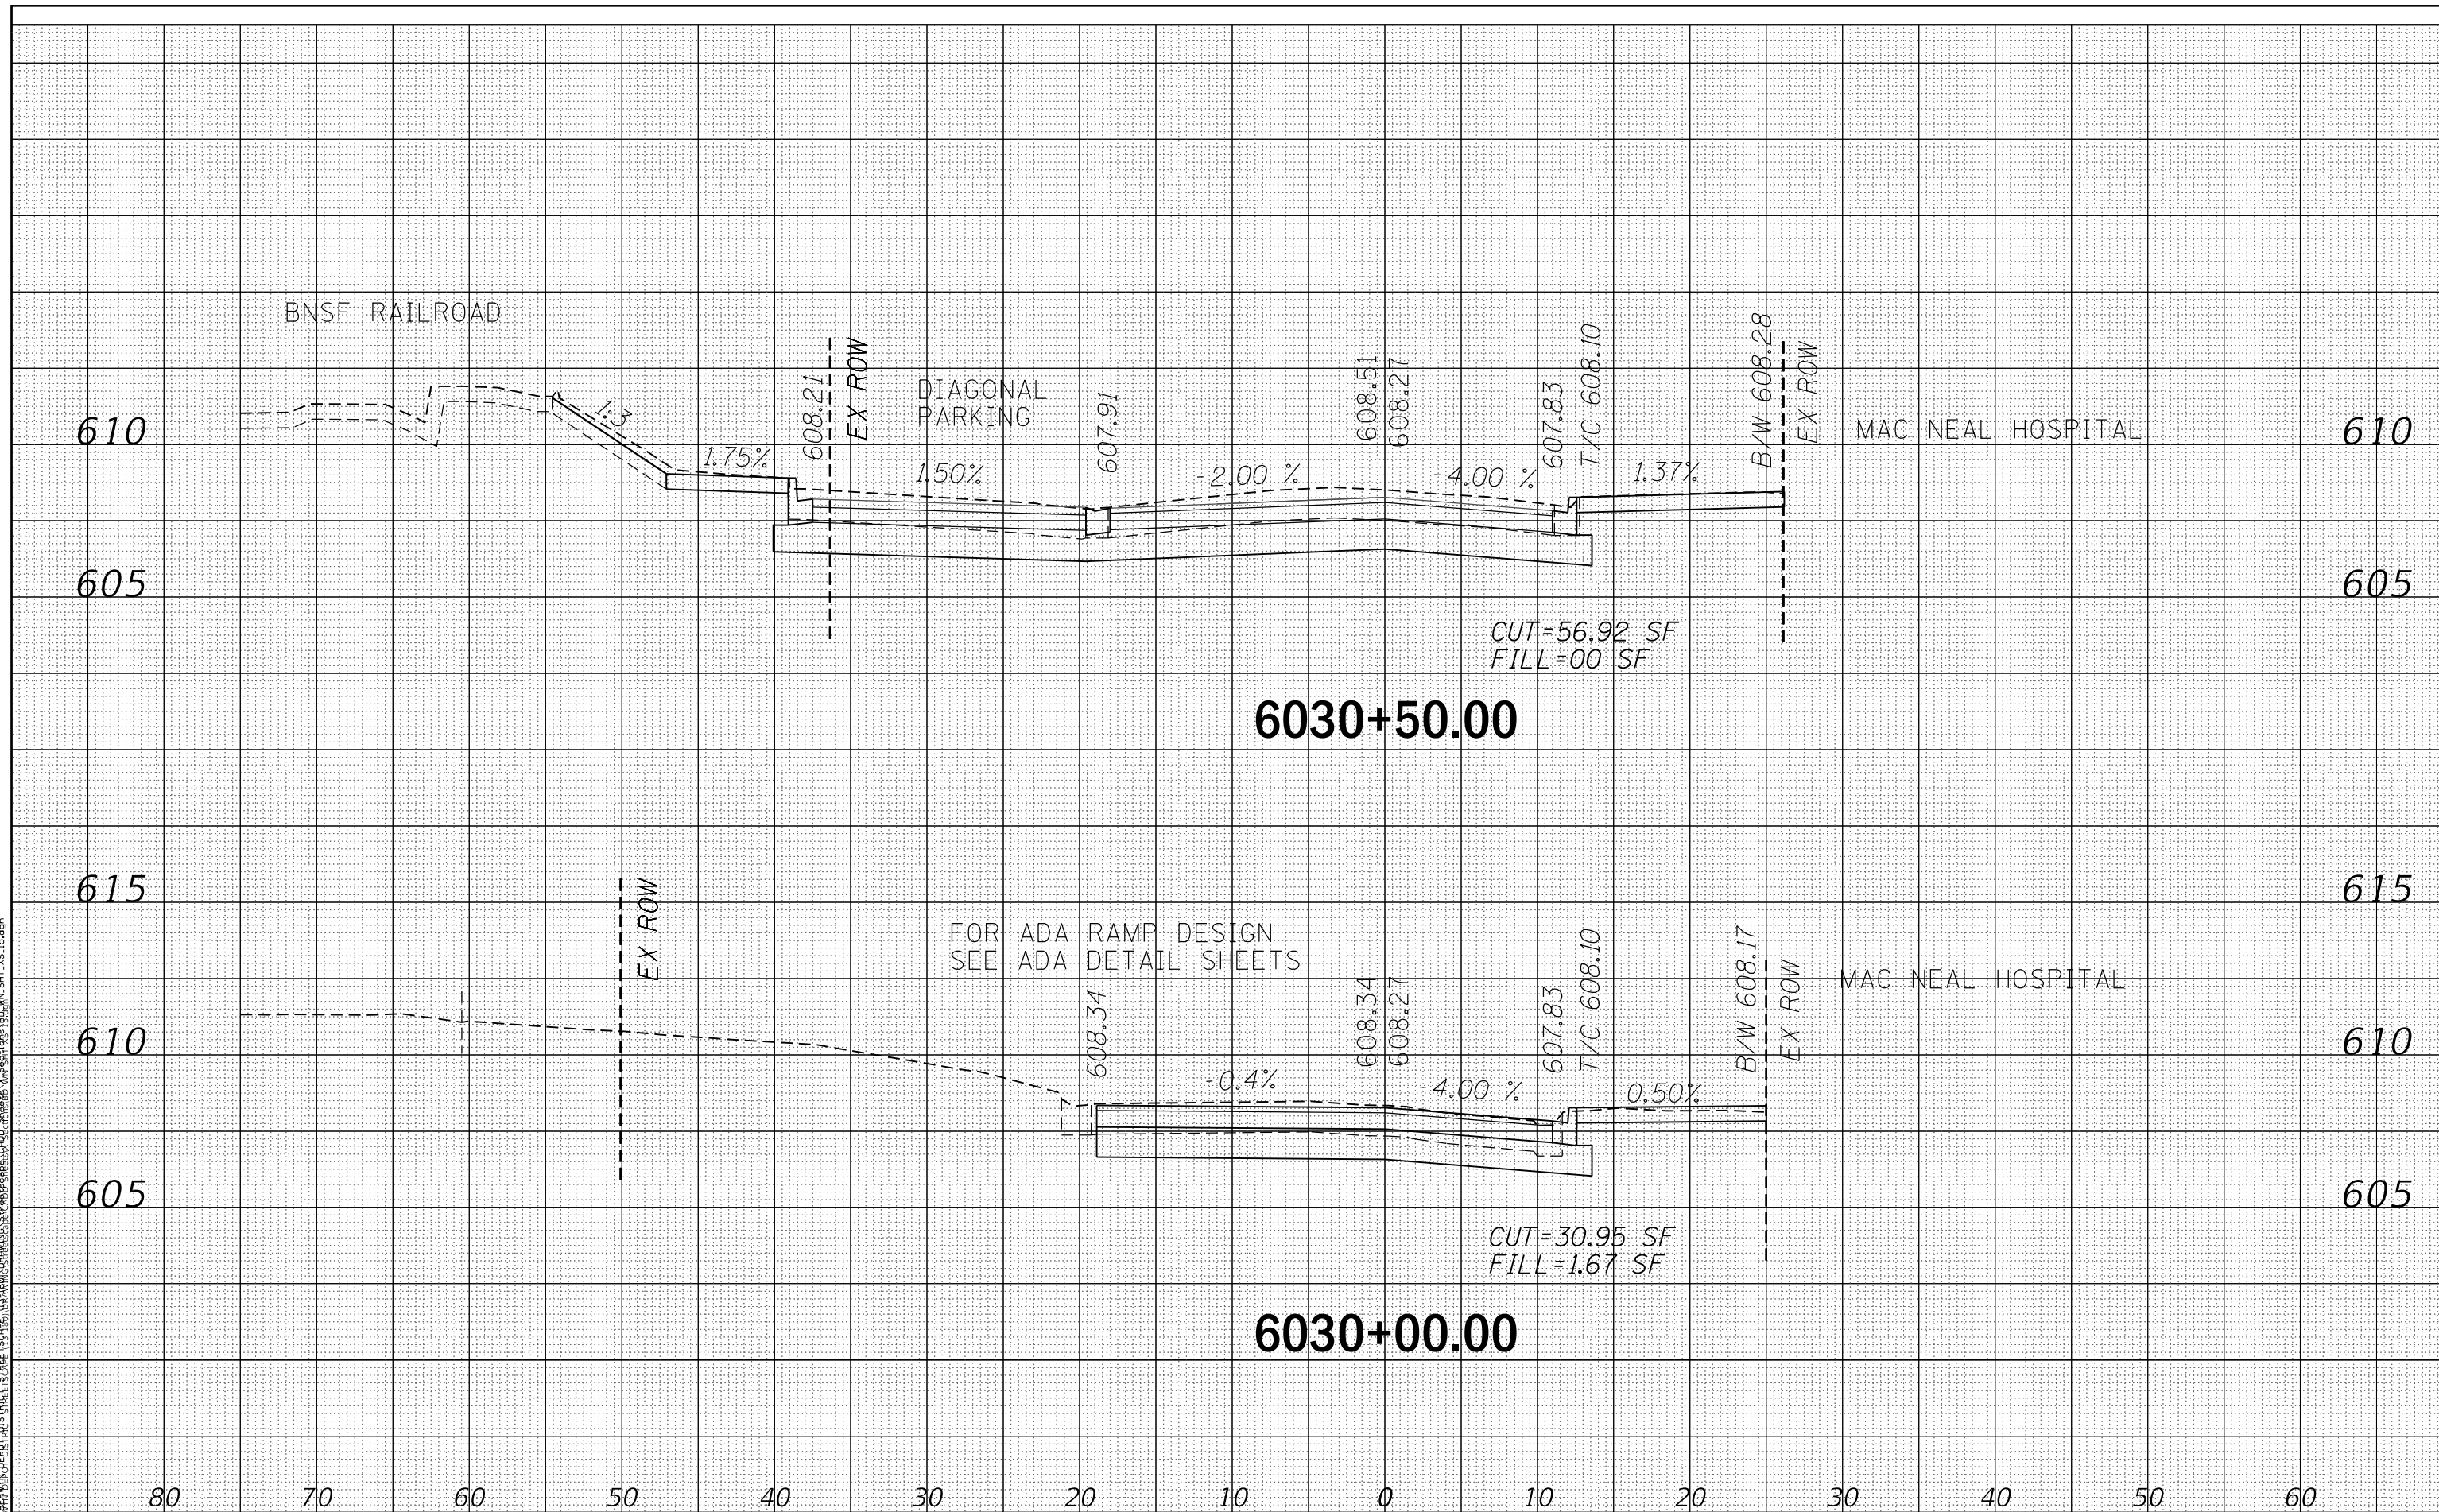 BNSF RAILROAD
1:3
1.75%
608.21
EX ROW
DIAGONAL
PARKING
1.50%
607.91
-2.00 %
608.51
608.27
-4.00 %
607.83
T/C 608.10
1.37%
B/W 608.28
EX ROW
MAC NEAL HOSPITAL
610
610
605
605
CUT=56.92 SF
FILL=00 SF
6030+50.00
615
615
EX ROW
FOR ADA RAMP DESIGN
SEE ADA DETAIL SHEETS
608.34
-0.4%
608.34
608.27
-4.00 %
607.83
T/C 608.10
0.50%
B/W 608.17
EX ROW
MAC NEAL HOSPITAL
610
610
605
605
CUT=30.95 SF
FILL=1.67 SF
6030+00.00
80 70 60 50 40 30 20 10 0 10 20 30 40 50 60